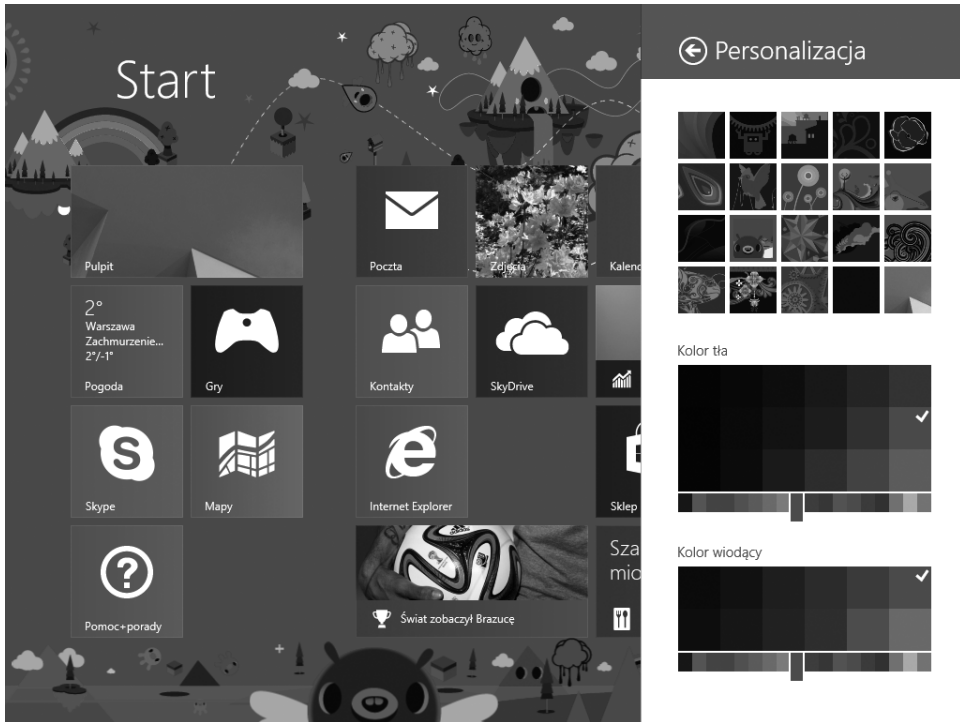 Start
Personalizacja
Pulpit
Poczta
Zdjęcia
Kalend
2°
Warszawa
Zachmurzenie...
2°/-1°
Pogoda
Gry
Kontakty
SkyDrive
Skype
Mapy
Internet Explorer
Sklep
Pomoc+porady
Świat zobaczył Brazucę
Sza
mio
Kolor tła
Kolor wiodący